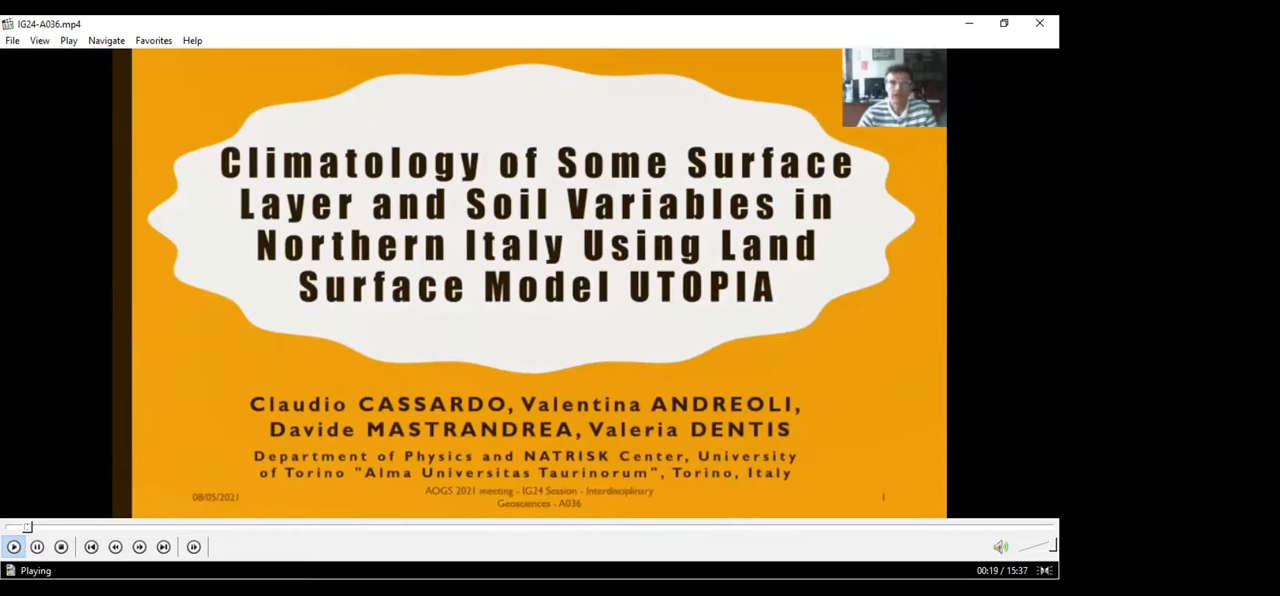 IG24-A036.mp4
File View Play Navigate Favorites Help
Climatology of Some Surface
Layer and Soil Variables in
Northern Italy Using Land
Surface Model UTOPIA
Claudio CASSARDO, Valentina ANDREOLI,
Davide MASTRANDREA, Valeria DENTIS
Department of Physics and NATRISK Center, University
of Torino "Alma Universitas Taurinorum", Torino, Italy
08/05/2021
AOGS 2021 meeting - IG24 Session - Interdisciplinary
Geosciences - A036
1
Playing
00:19 / 15:37